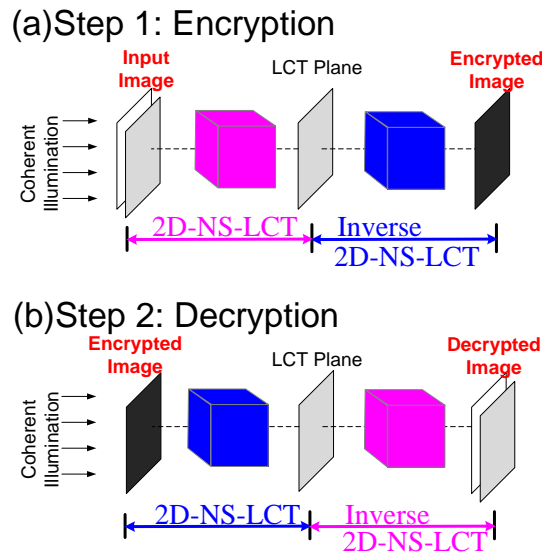 (a)Step 1: Encryption
Input
Image
LCT Plane
Encrypted
Image
Coherent
Illumination
2D-NS-LCT
Inverse
2D-NS-LCT
(b)Step 2: Decryption
Encrypted
Image
LCT Plane
Decrypted
Image
Coherent
Illumination
2D-NS-LCT
Inverse
2D-NS-LCT